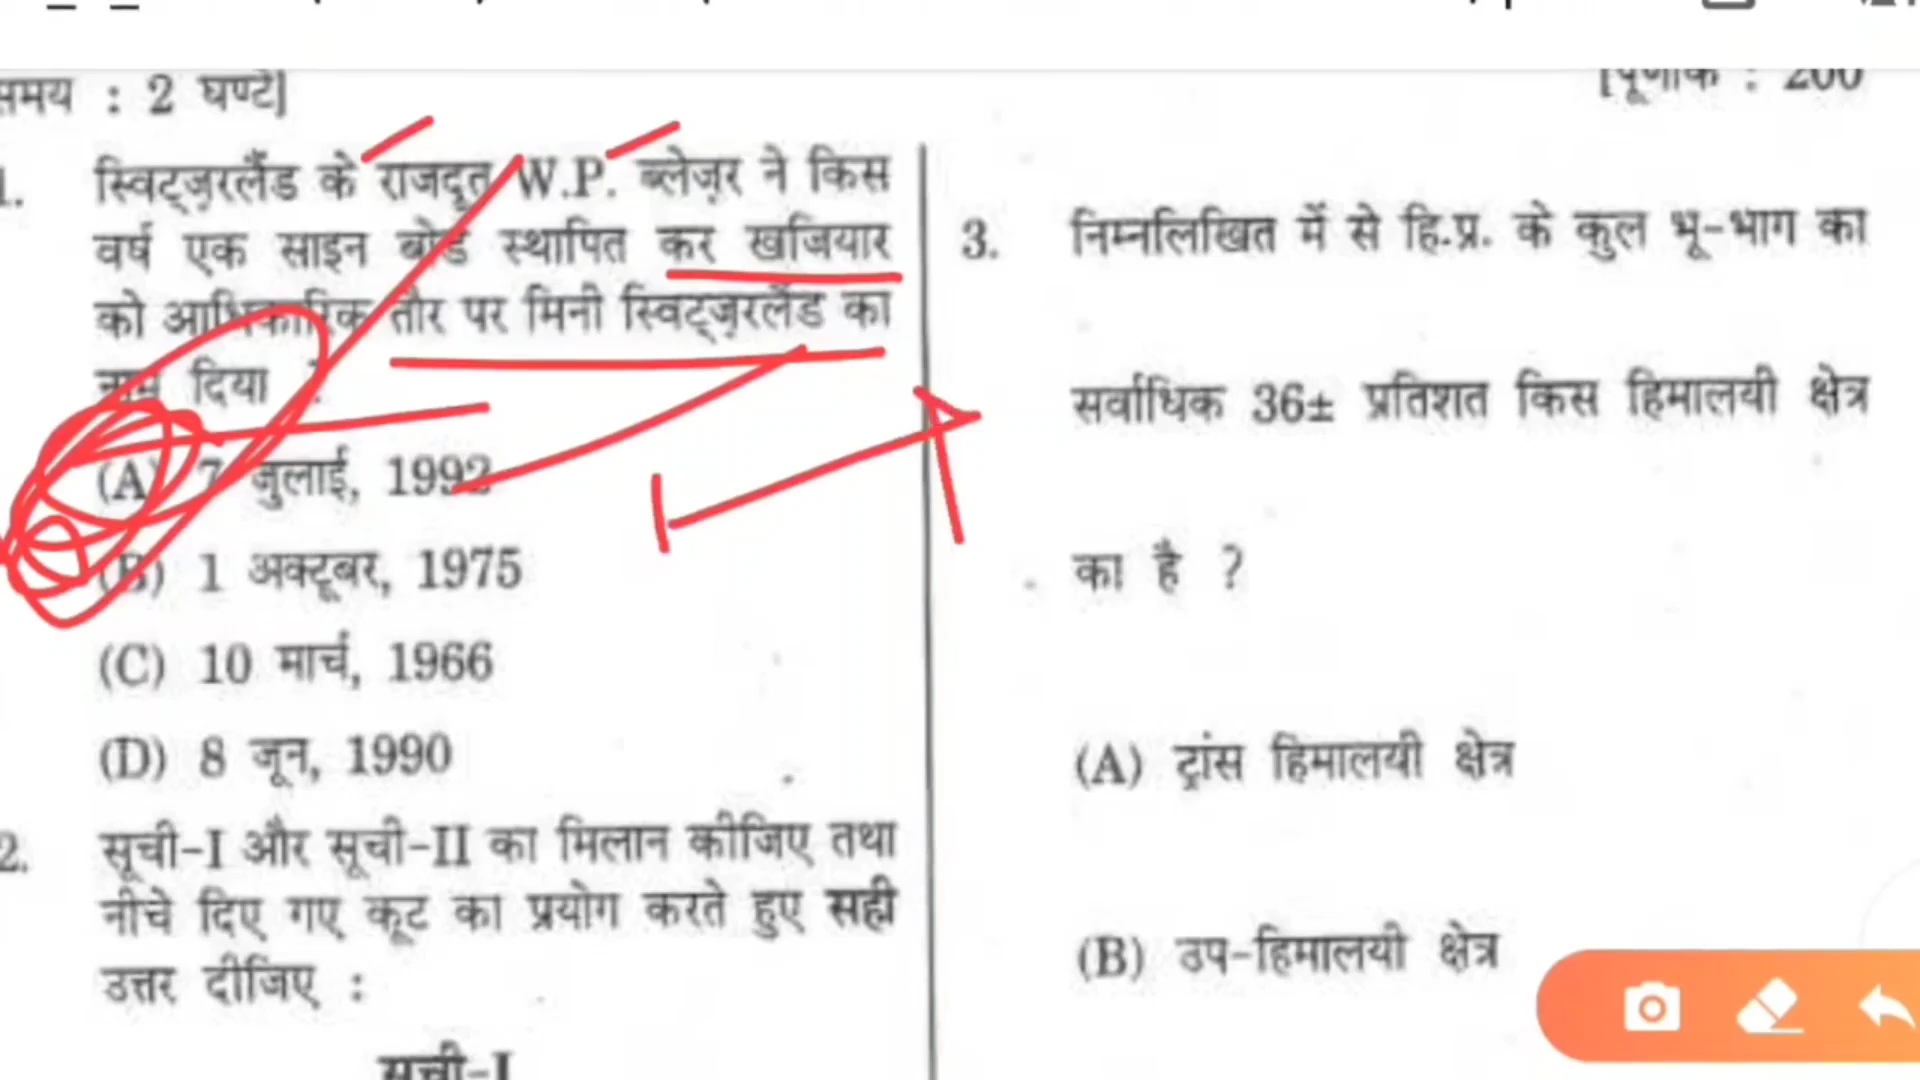 समय : 2 घण्टे]
[पूर्णांक : 200
1. स्विट्ज़रलैंड के राजदूत W.P. ब्लेज़र ने किस
वर्ष एक साइन बोर्ड स्थापित कर खजियार
को आधिकारिक तौर पर मिनी स्विट्ज़रलैंड का
नाम दिया ?
(A) 7 जुलाई, 1992
(B) 1 अक्टूबर, 1975
(C) 10 मार्च, 1966
(D) 8 जून, 1990
2. सूची-I और सूची-II का मिलान कीजिए तथा
नीचे दिए गए कूट का प्रयोग करते हुए सही
उत्तर दीजिए :
सूची-I
3. निम्नलिखित में से हि.प्र. के कुल भू-भाग का
सर्वाधिक 36± प्रतिशत किस हिमालयी क्षेत्र
का है ?
(A) ट्रांस हिमालयी क्षेत्र
(B) उप-हिमालयी क्षेत्र